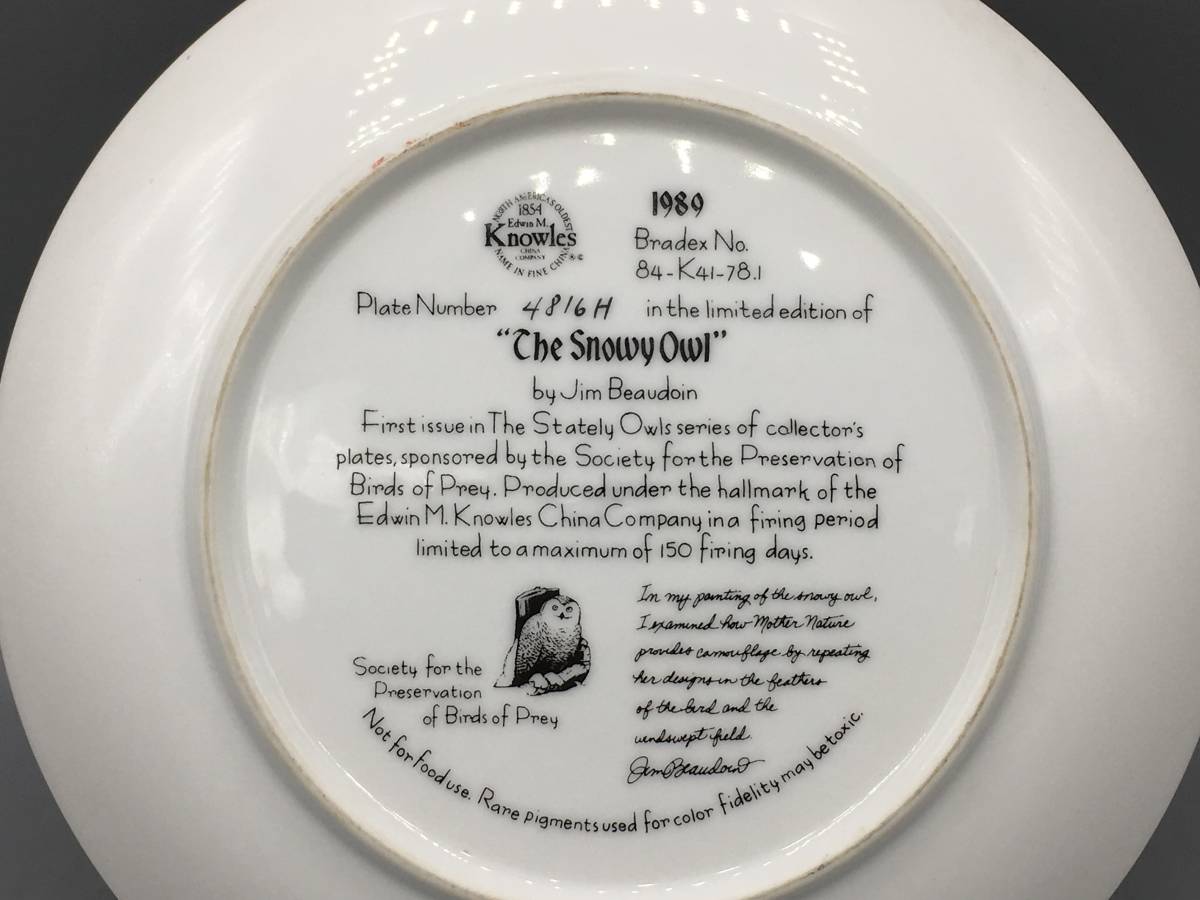 NORTH AMERICA'S OLDEST
1854
Edwin M.
Knowles
CHINA
COMPANY
NAME IN FINE CHINA
®©
1989
Bradex No.
84-K41-78.1
Plate Number 4816H in the limited edition of
"The Snowy Owl"
by Jim Beaudoin
First issue in The Stately Owls series of collector's
plates, sponsored by the Society for the Preservation of
Birds of Prey. Produced under the hallmark of the
Edwin M. Knowles China Company in a firing period
limited to a maximum of 150 firing days.
Society for the
Preservation
of Birds of Prey
In my painting of the snowy owl,
I examined how Mother Nature
provides camouflage by repeating
her designs in the feathers
of the bird and the
windswept field.
Jim Beaudoin
Not for food use. Rare pigments used for color fidelity may be toxic.